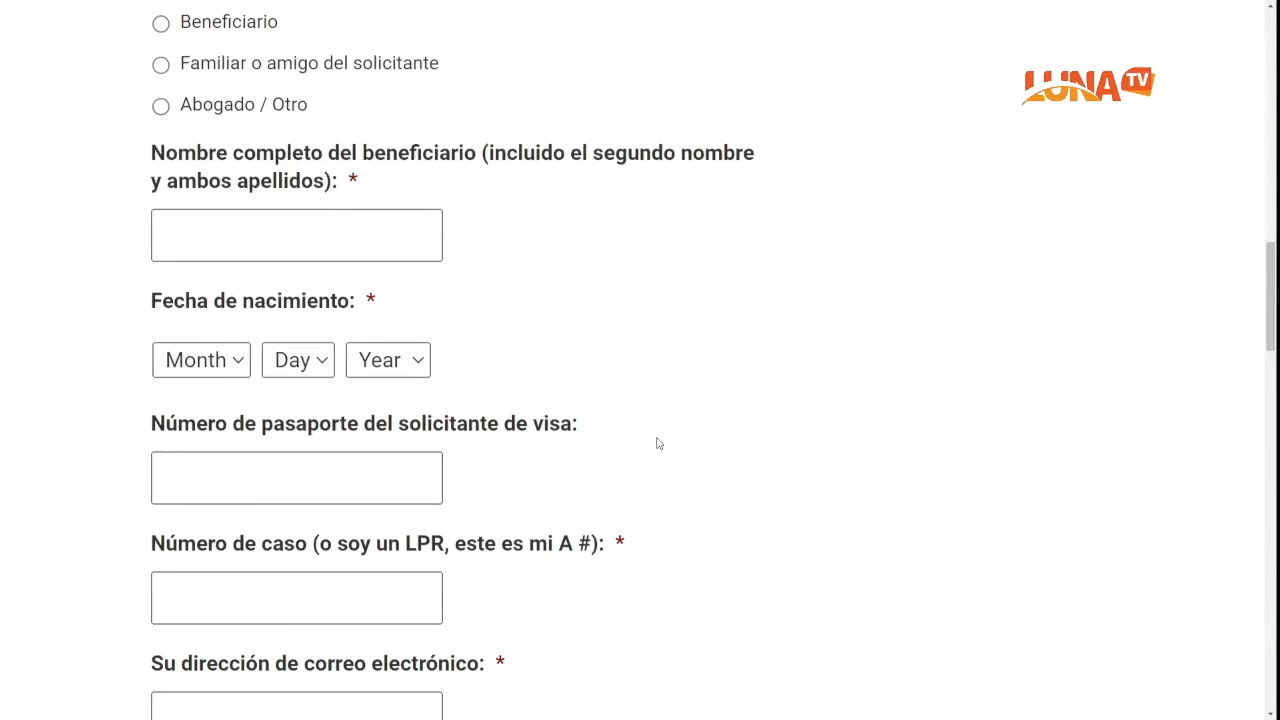 Beneficiario
Familiar o amigo del solicitante
Abogado / Otro
LUNA TV
Nombre completo del beneficiario (incluido el segundo nombre
y ambos apellidos): *
Fecha de nacimiento: *
Month Day Year
Número de pasaporte del solicitante de visa:
Número de caso (o soy un LPR, este es mi A #): *
Su dirección de correo electrónico: *